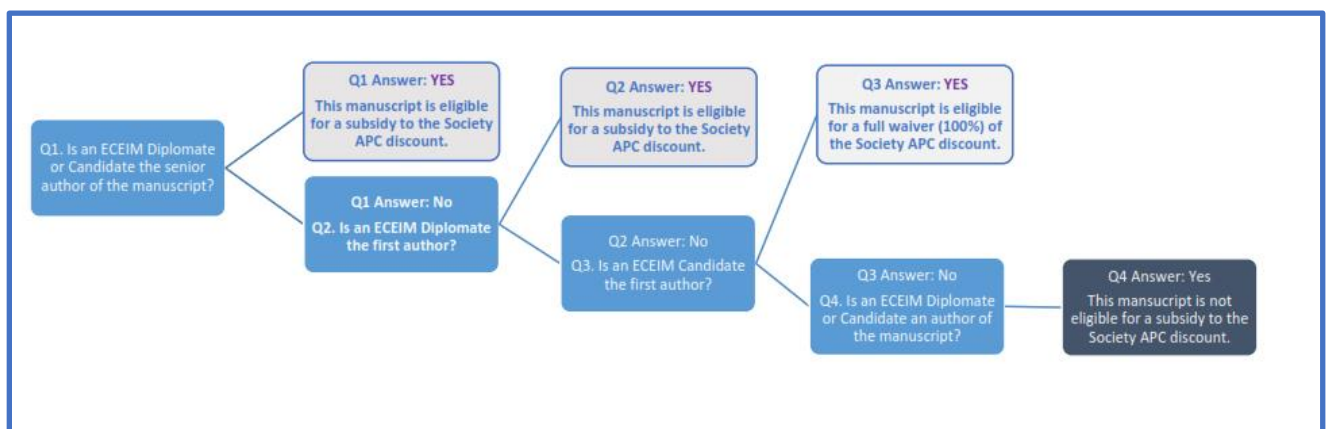 Q1. Is an ECEIM Diplomate
or Candidate the senior
author of the manuscript?
Q1 Answer: YES
This manuscript is eligible
for a subsidy to the Society
APC discount.
Q1 Answer: No
Q2. Is an ECEIM Diplomate
the first author?
Q2 Answer: YES
This manuscript is eligible
for a subsidy to the Society
APC discount.
Q2 Answer: No
Q3. Is an ECEIM Candidate
the first author?
Q3 Answer: YES
This manuscript is eligible
for a full waiver (100%) of
the Society APC discount.
Q3 Answer: No
Q4. Is an ECEIM Diplomate
or Candidate an author of
the manuscript?
Q4 Answer: Yes
This mansucript is not
eligible for a subsidy to the
Society APC discount.